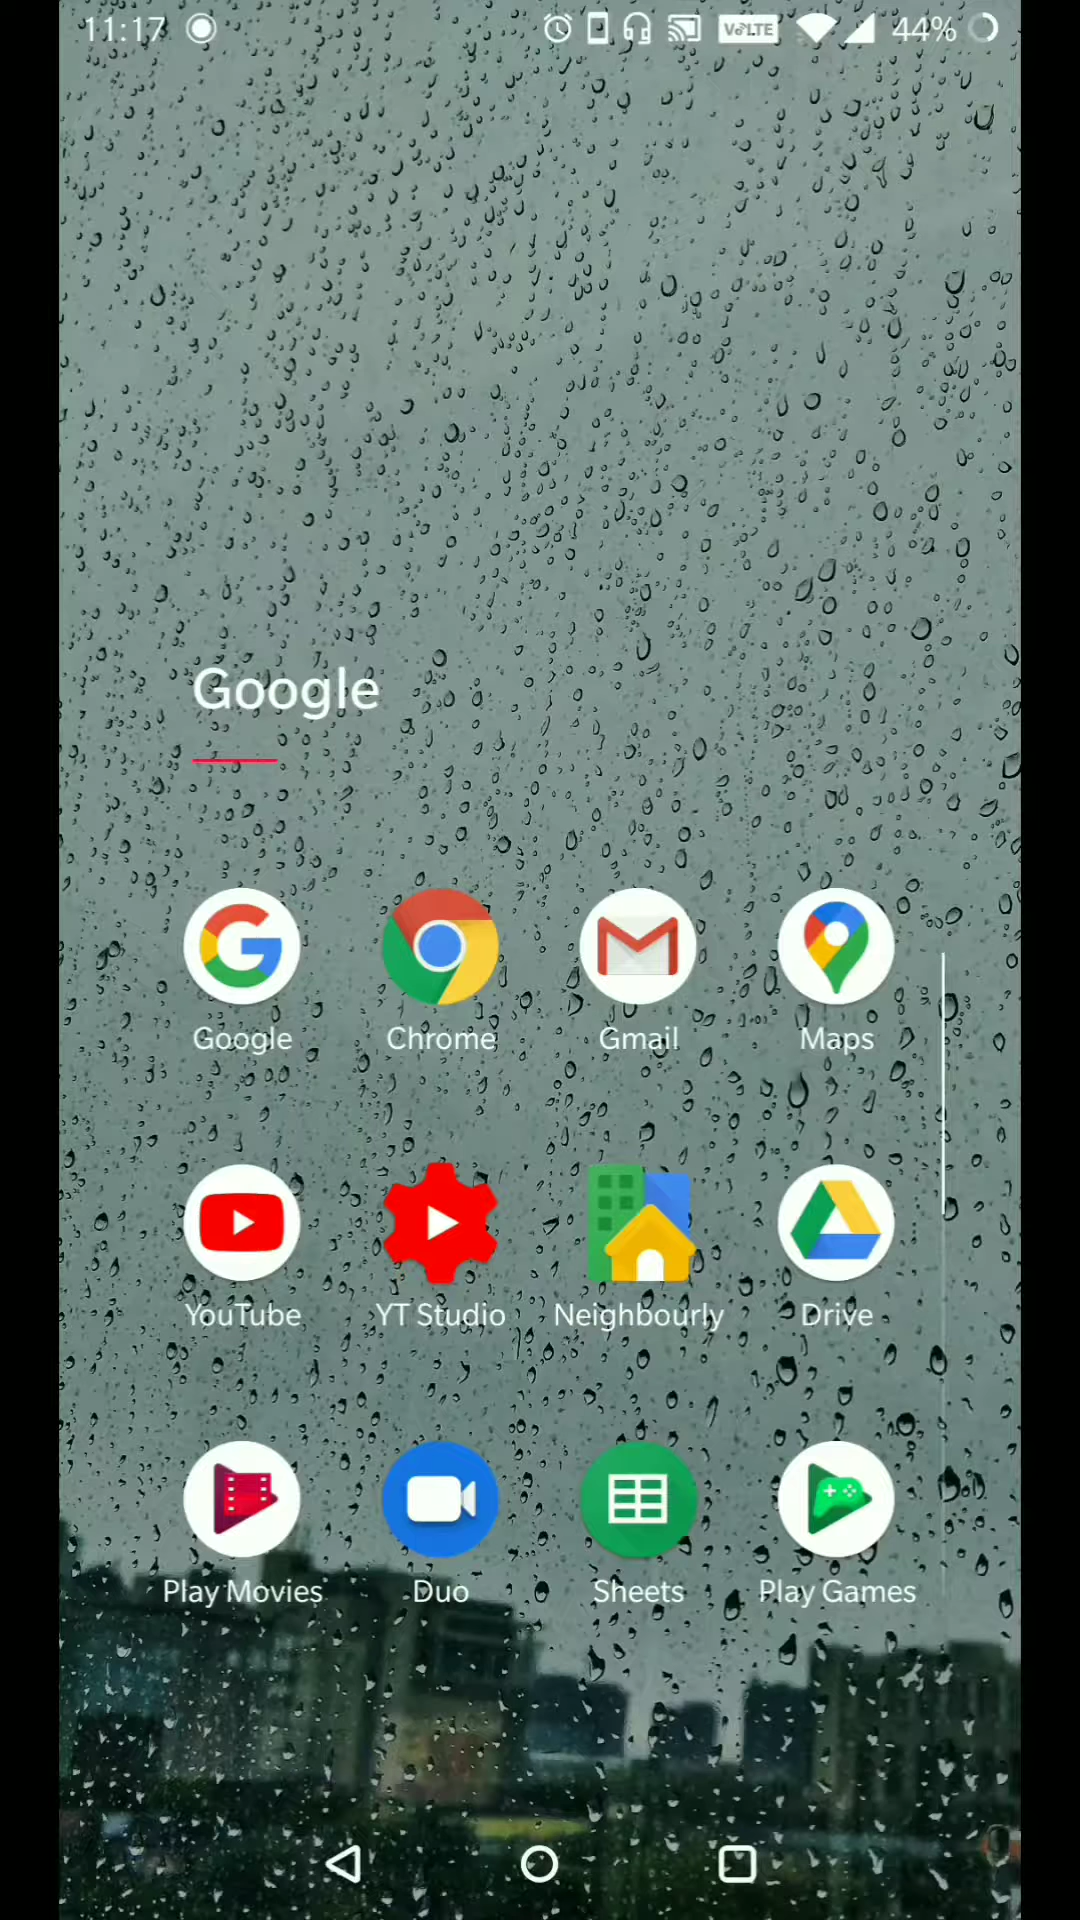 11:17 VoLTE 44%
Google
Google Chrome Gmail Maps
YouTube YT Studio Neighbourly Drive
Play Movies Duo Sheets Play Games